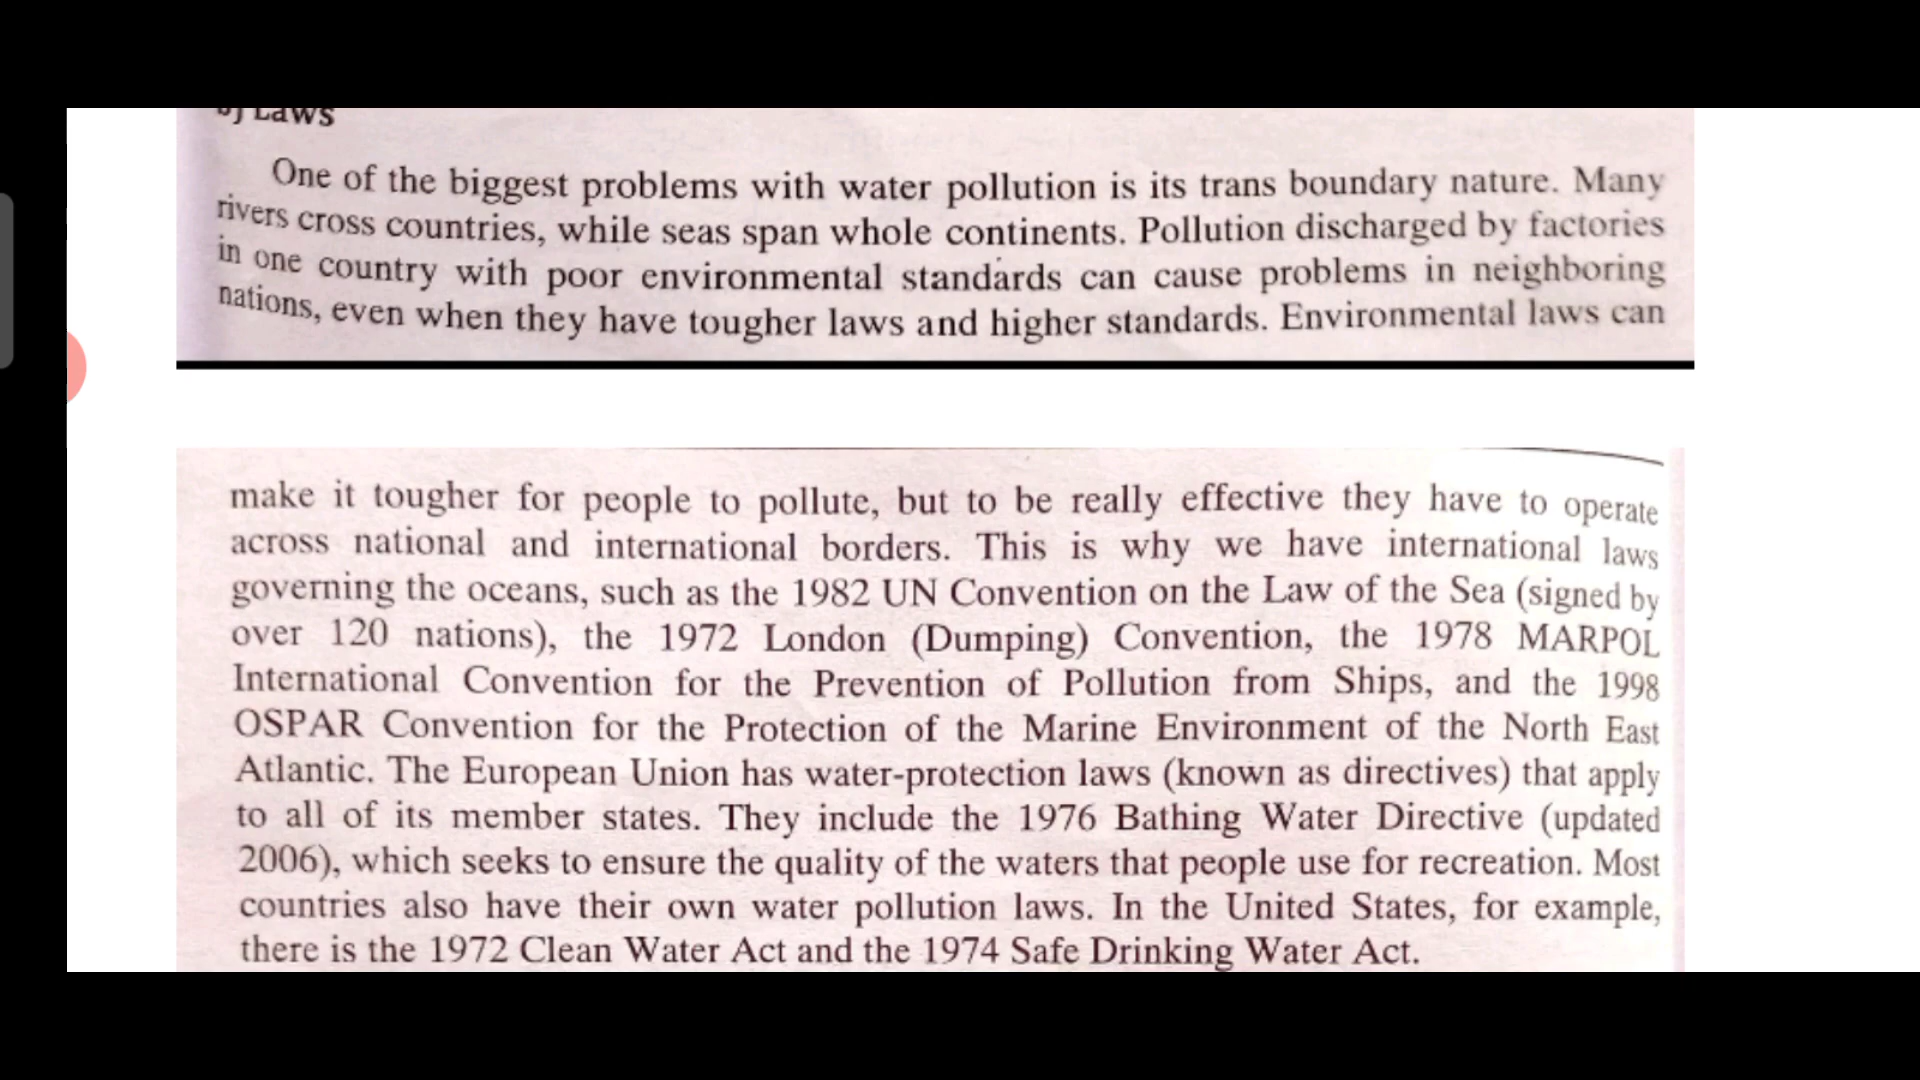 b) Laws
One of the biggest problems with water pollution is its trans boundary nature. Many
rivers cross countries, while seas span whole continents. Pollution discharged by factories
in one country with poor environmental standards can cause problems in neighboring
nations, even when they have tougher laws and higher standards. Environmental laws can
make it tougher for people to pollute, but to be really effective they have to operate
across national and international borders. This is why we have international laws
governing the oceans, such as the 1982 UN Convention on the Law of the Sea (signed by
over 120 nations), the 1972 London (Dumping) Convention, the 1978 MARPOL
International Convention for the Prevention of Pollution from Ships, and the 1998
OSPAR Convention for the Protection of the Marine Environment of the North East
Atlantic. The European Union has water-protection laws (known as directives) that apply
to all of its member states. They include the 1976 Bathing Water Directive (updated
2006), which seeks to ensure the quality of the waters that people use for recreation. Most
countries also have their own water pollution laws. In the United States, for example,
there is the 1972 Clean Water Act and the 1974 Safe Drinking Water Act.